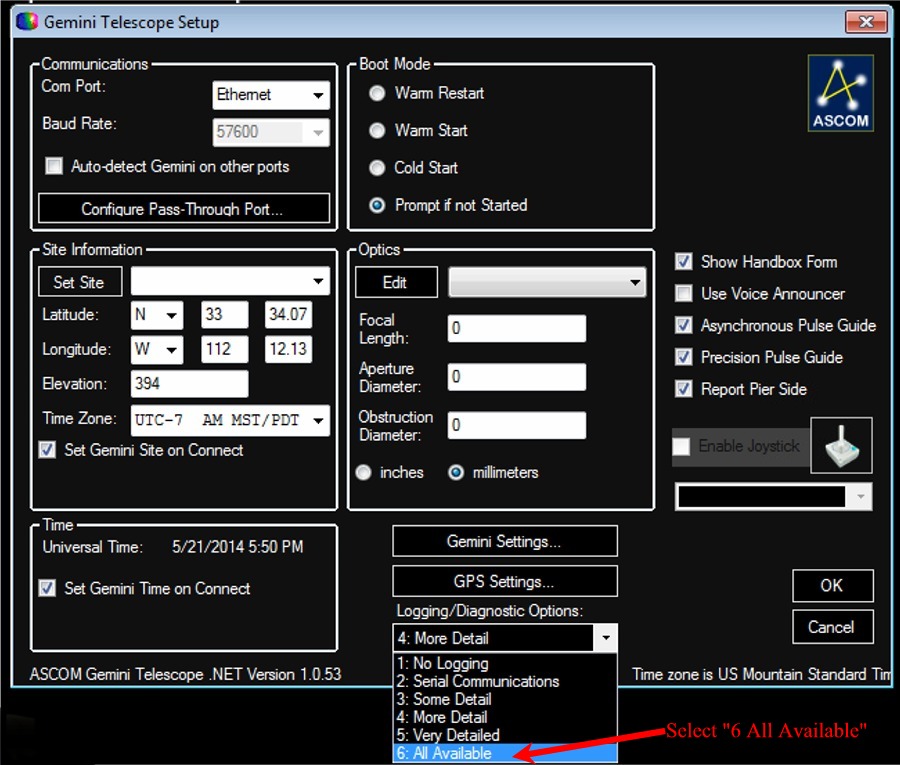 Gemini Telescope Setup
Communications
Com Port:
Ethernet
Baud Rate:
57600
Auto-detect Gemini on other ports
Configure Pass-Through Port...
Boot Mode
Warm Restart
Warm Start
Cold Start
Prompt if not Started
ASCOM
Site Information
Set Site
Latitude: N 33 34.07
Longitude: W 112 12.13
Elevation: 394
Time Zone: UTC-7 AM MST/PDT
Set Gemini Site on Connect
Optics
Edit
Focal
Length: 0
Aperture
Diameter: 0
Obstruction
Diameter: 0
inches millimeters
Show Handbox Form
Use Voice Announcer
Asynchronous Pulse Guide
Precision Pulse Guide
Report Pier Side
Enable Joystick
Time
Universal Time: 5/21/2014 5:50 PM
Set Gemini Time on Connect
Gemini Settings...
GPS Settings...
Logging/Diagnostic Options:
4: More Detail
1: No Logging
2: Serial Communications
3: Some Detail
4: More Detail
5: Very Detailed
6: All Available
OK
Cancel
ASCOM Gemini Telescope .NET Version 1.0.53
Time zone is US Mountain Standard Tim
Select "6 All Available"